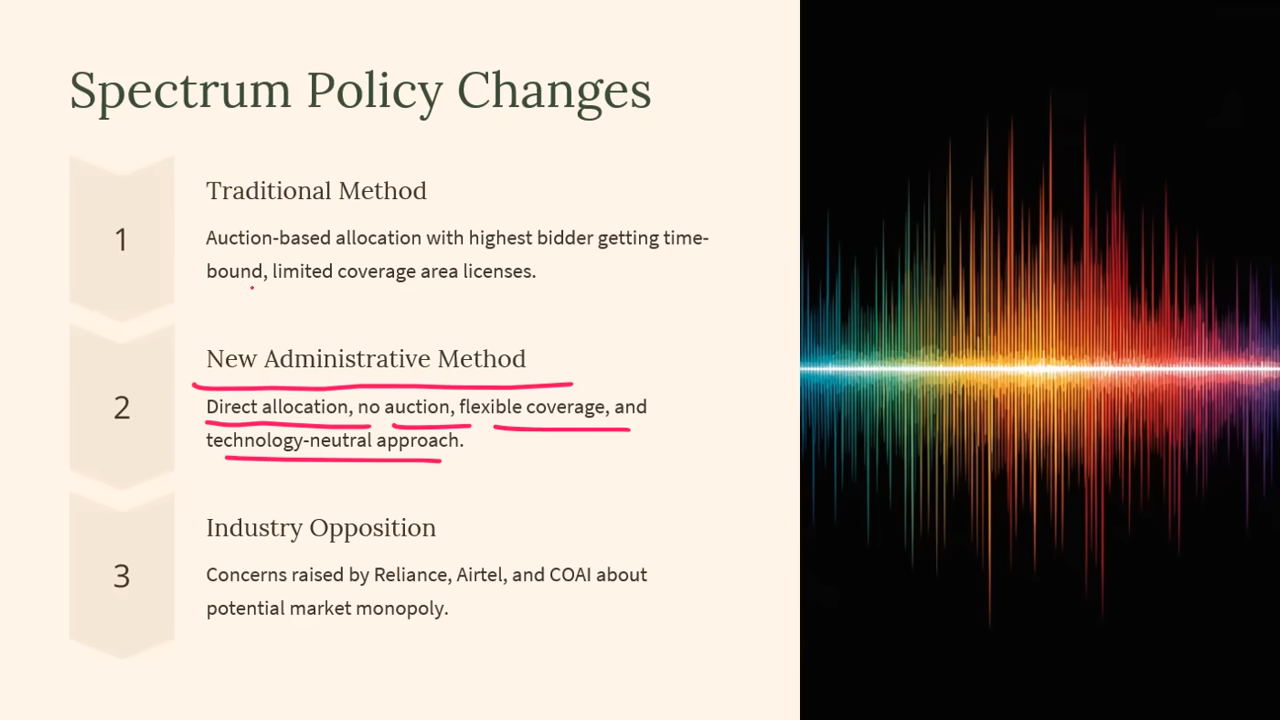 Spectrum Policy Changes
1
Traditional Method
Auction-based allocation with highest bidder getting time-
bound, limited coverage area licenses.
2
New Administrative Method
Direct allocation, no auction, flexible coverage, and
technology-neutral approach.
3
Industry Opposition
Concerns raised by Reliance, Airtel, and COAI about
potential market monopoly.